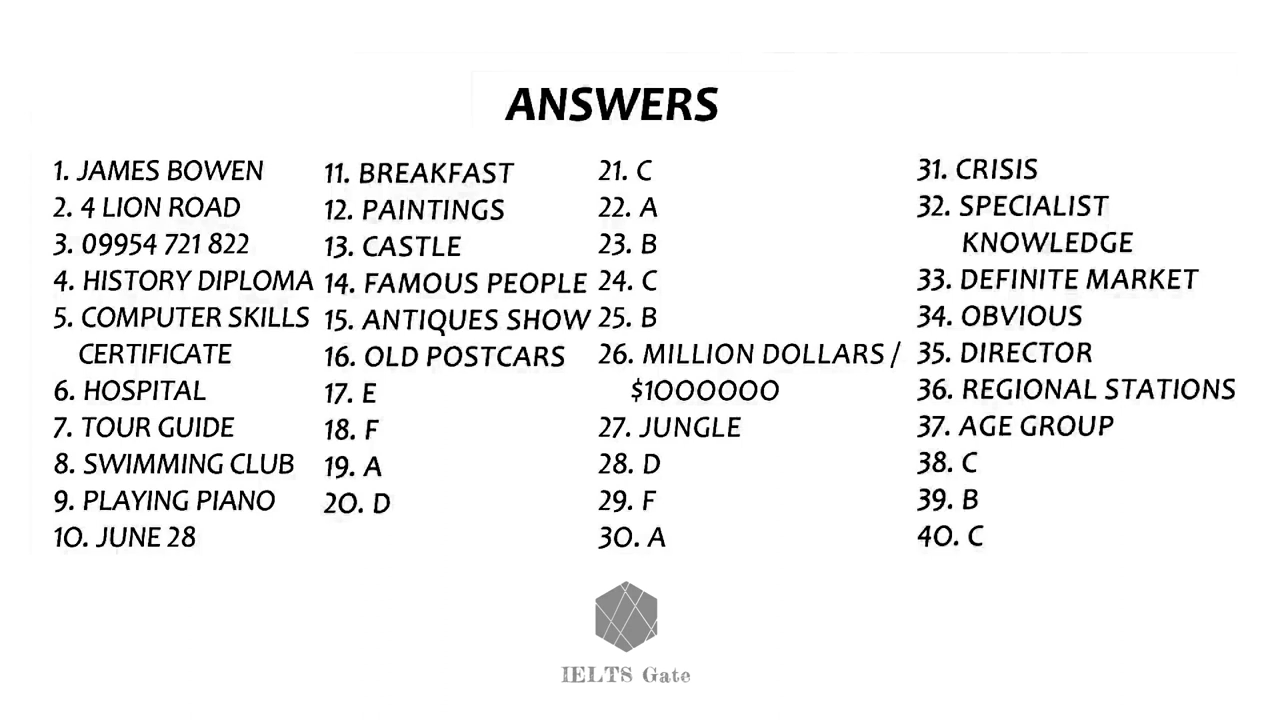 ANSWERS
1. JAMES BOWEN
2. 4 LION ROAD
3. 09954 721 822
4. HISTORY DIPLOMA
5. COMPUTER SKILLS
CERTIFICATE
6. HOSPITAL
7. TOUR GUIDE
8. SWIMMING CLUB
9. PLAYING PIANO
10. JUNE 28
11. BREAKFAST
12. PAINTINGS
13. CASTLE
14. FAMOUS PEOPLE
15. ANTIQUES SHOW
16. OLD POSTCARS
17. E
18. F
19. A
20. D
21. C
22. A
23. B
24. C
25. B
26. MILLION DOLLARS /
$1000000
27. JUNGLE
28. D
29. F
30. A
31. CRISIS
32. SPECIALIST
KNOWLEDGE
33. DEFINITE MARKET
34. OBVIOUS
35. DIRECTOR
36. REGIONAL STATIONS
37. AGE GROUP
38. C
39. B
40. C
IELTS Gate